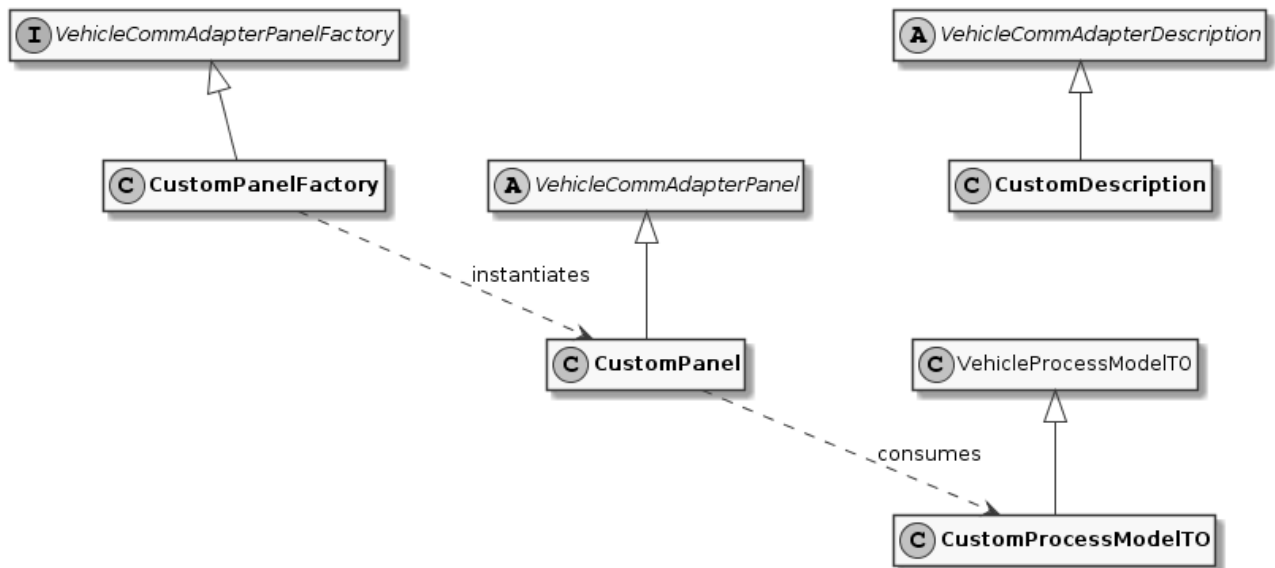 I VehicleCommAdapterPanelFactory
A VehicleCommAdapterDescription
C CustomPanelFactory
A VehicleCommAdapterPanel
C CustomDescription
instantiates
C CustomPanel
C VehicleProcessModelTO
consumes
C CustomProcessModelTO